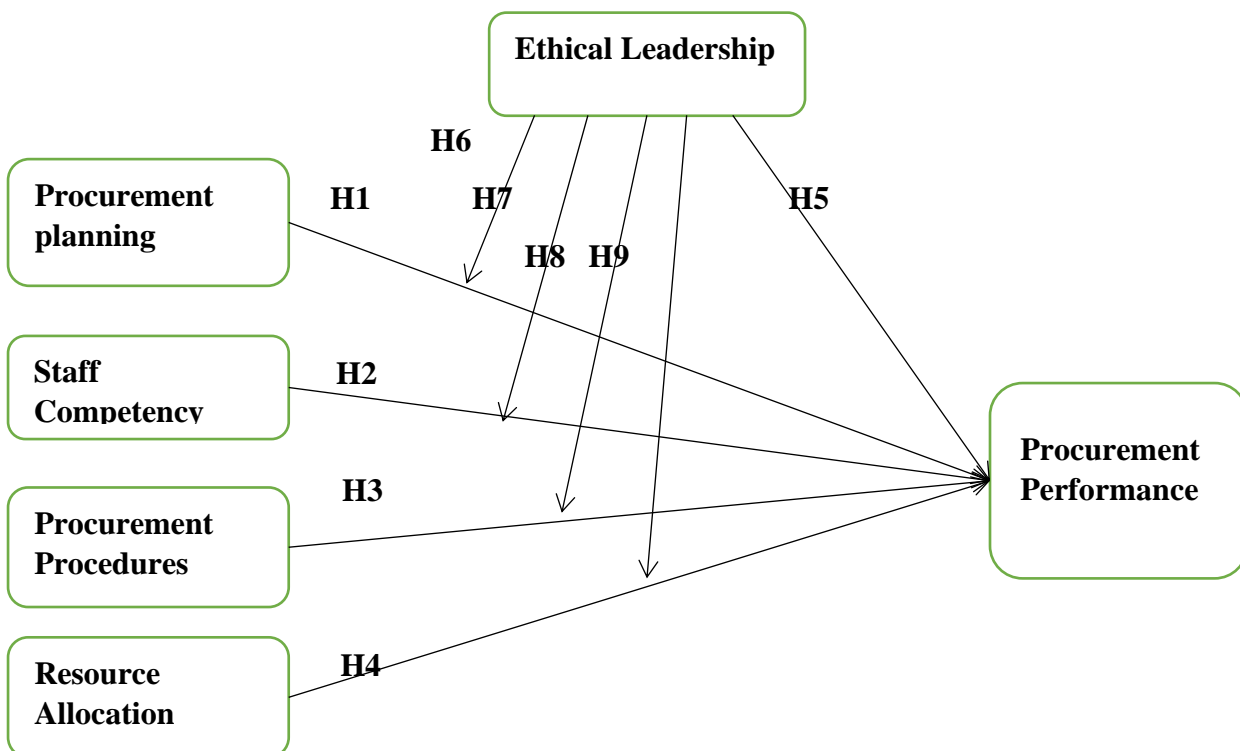 Ethical Leadership
H6
Procurement
planning
H1
H7
H5
H8
H9
Staff
Competency
H2
Procurement
Performance
H3
Procurement
Procedures
H4
Resource
Allocation